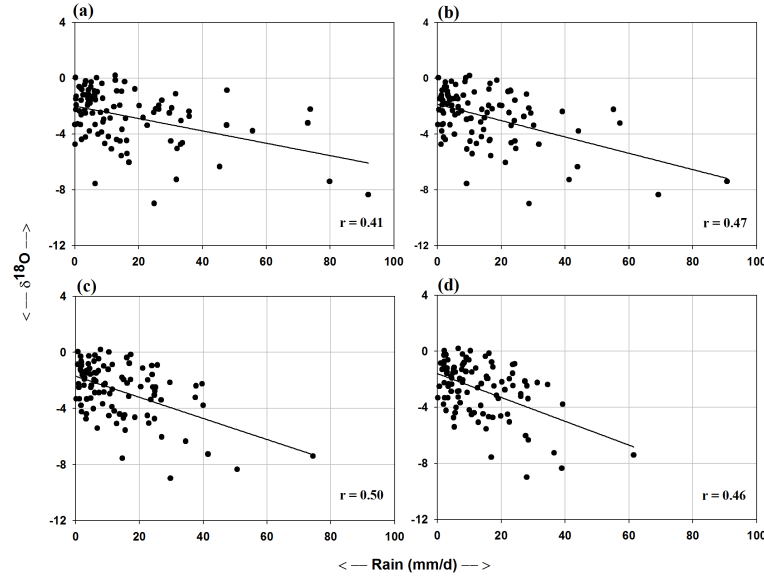 (a)
(b)
4
0
-4
-8
-12
r = 0.41
0 20 40 60 80 100
4
0
-4
-8
-12
r = 0.47
0 20 40 60 80 100
< –– δ18O ––>
(c)
(d)
4
0
-4
-8
-12
r = 0.50
0 20 40 60 80 100
4
0
-4
-8
-12
r = 0.46
0 20 40 60 80 100
< –– Rain (mm/d) ––>